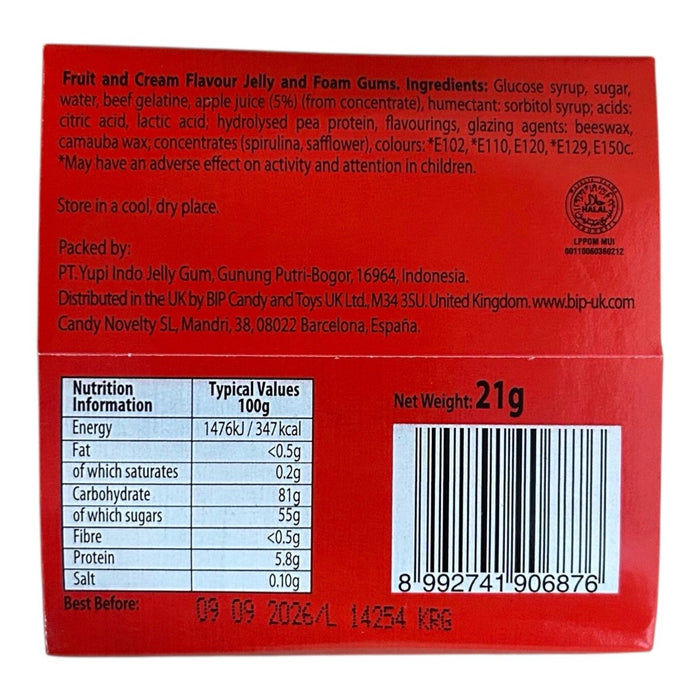 Fruit and Cream Flavour Jelly and Foam Gums. Ingredients: Glucose syrup, sugar,
water, beef gelatine, apple juice (5%) (from concentrate), humectant: sorbitol syrup; acids:
citric acid, lactic acid; hydrolysed pea protein, flavourings, glazing agents: beeswax,
carnauba wax; concentrates (spirulina, safflower), colours: *E102, *E110, E120, *E129, E150c.
*May have an adverse effect on activity and attention in children.
Store in a cool, dry place.
HALAL
LPPOM MUI
00110060360212
Packed by:
PT. Yupi Indo Jelly Gum, Gunung Putri-Bogor, 16964, Indonesia.
Distributed in the UK by BIP Candy and Toys UK Ltd., M34 3SU. United Kingdom. www.bip-uk.com
Candy Novelty SL, Mandri, 38, 08022 Barcelona, España.
Nutrition Information Typical Values 100g
Energy 1476kJ / 347kcal
Fat <0.5g
of which saturates 0.2g
Carbohydrate 81g
of which sugars 55g
Fibre <0.5g
Protein 5.8g
Salt 0.10g
Best Before: 09 09 2026/L 14254 KRG
Net Weight: 21g
8 992741 906876